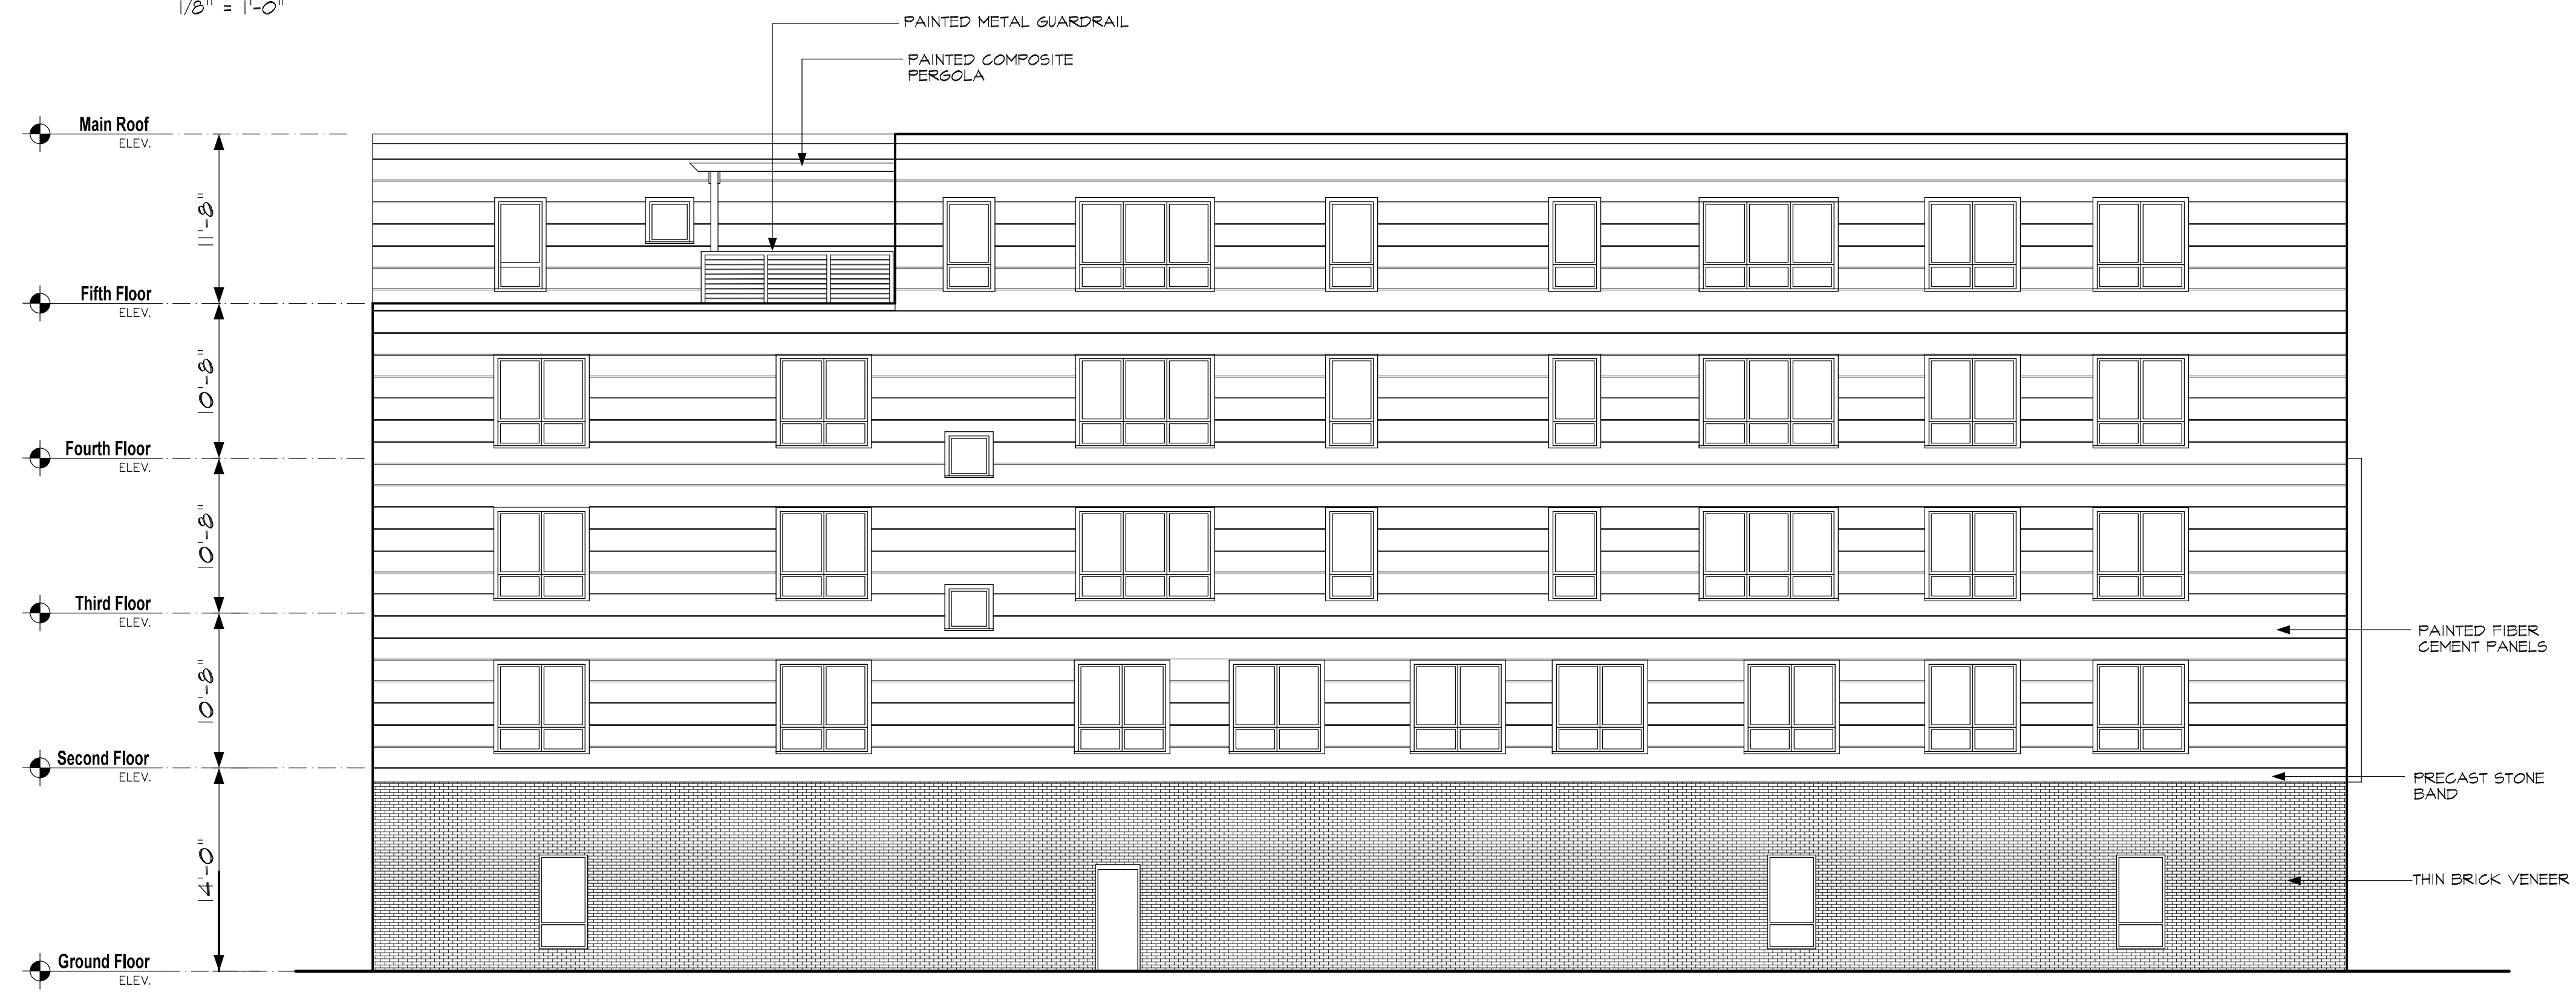 1/8" = 1'-0"
PAINTED METAL GUARDRAIL
PAINTED COMPOSITE
PERGOLA
Main Roof
ELEV.
11'-8"
Fifth Floor
ELEV.
10'-8"
Fourth Floor
ELEV.
10'-8"
Third Floor
ELEV.
PAINTED FIBER
CEMENT PANELS
10'-8"
Second Floor
ELEV.
PRECAST STONE
BAND
14'-0"
THIN BRICK VENEER
Ground Floor
ELEV.